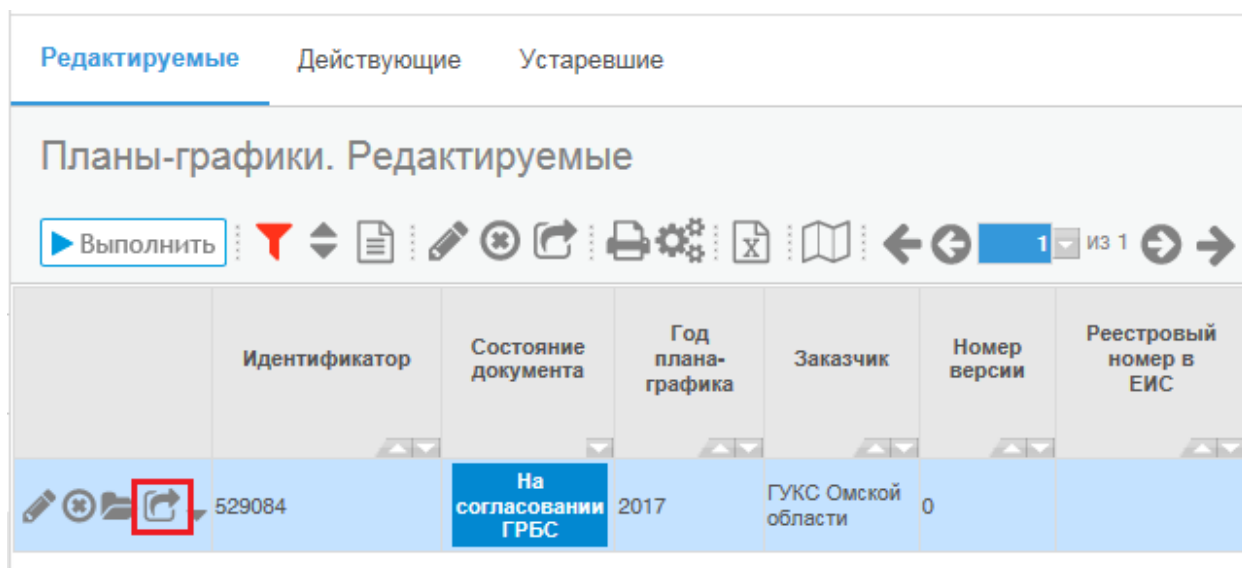 Редактируемые Действующие Устаревшие
Планы-графики. Редактируемые
Выполнить 1 из 1
Идентификатор
Состояние
документа
Год
плана-
графика
Заказчик
Номер
версии
Реестровый
номер в
ЕИС
529084
На
согласовании
ГРБС
2017
ГУКС Омской
области
0